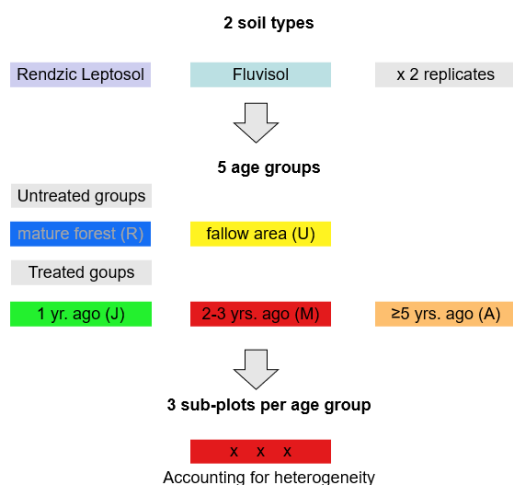 2 soil types
Rendzic Leptosol
Fluvisol
x 2 replicates
5 age groups
Untreated groups
mature forest (R)
fallow area (U)
Treated goups
1 yr. ago (J)
2-3 yrs. ago (M)
≥5 yrs. ago (A)
3 sub-plots per age group
x x x
Accounting for heterogeneity